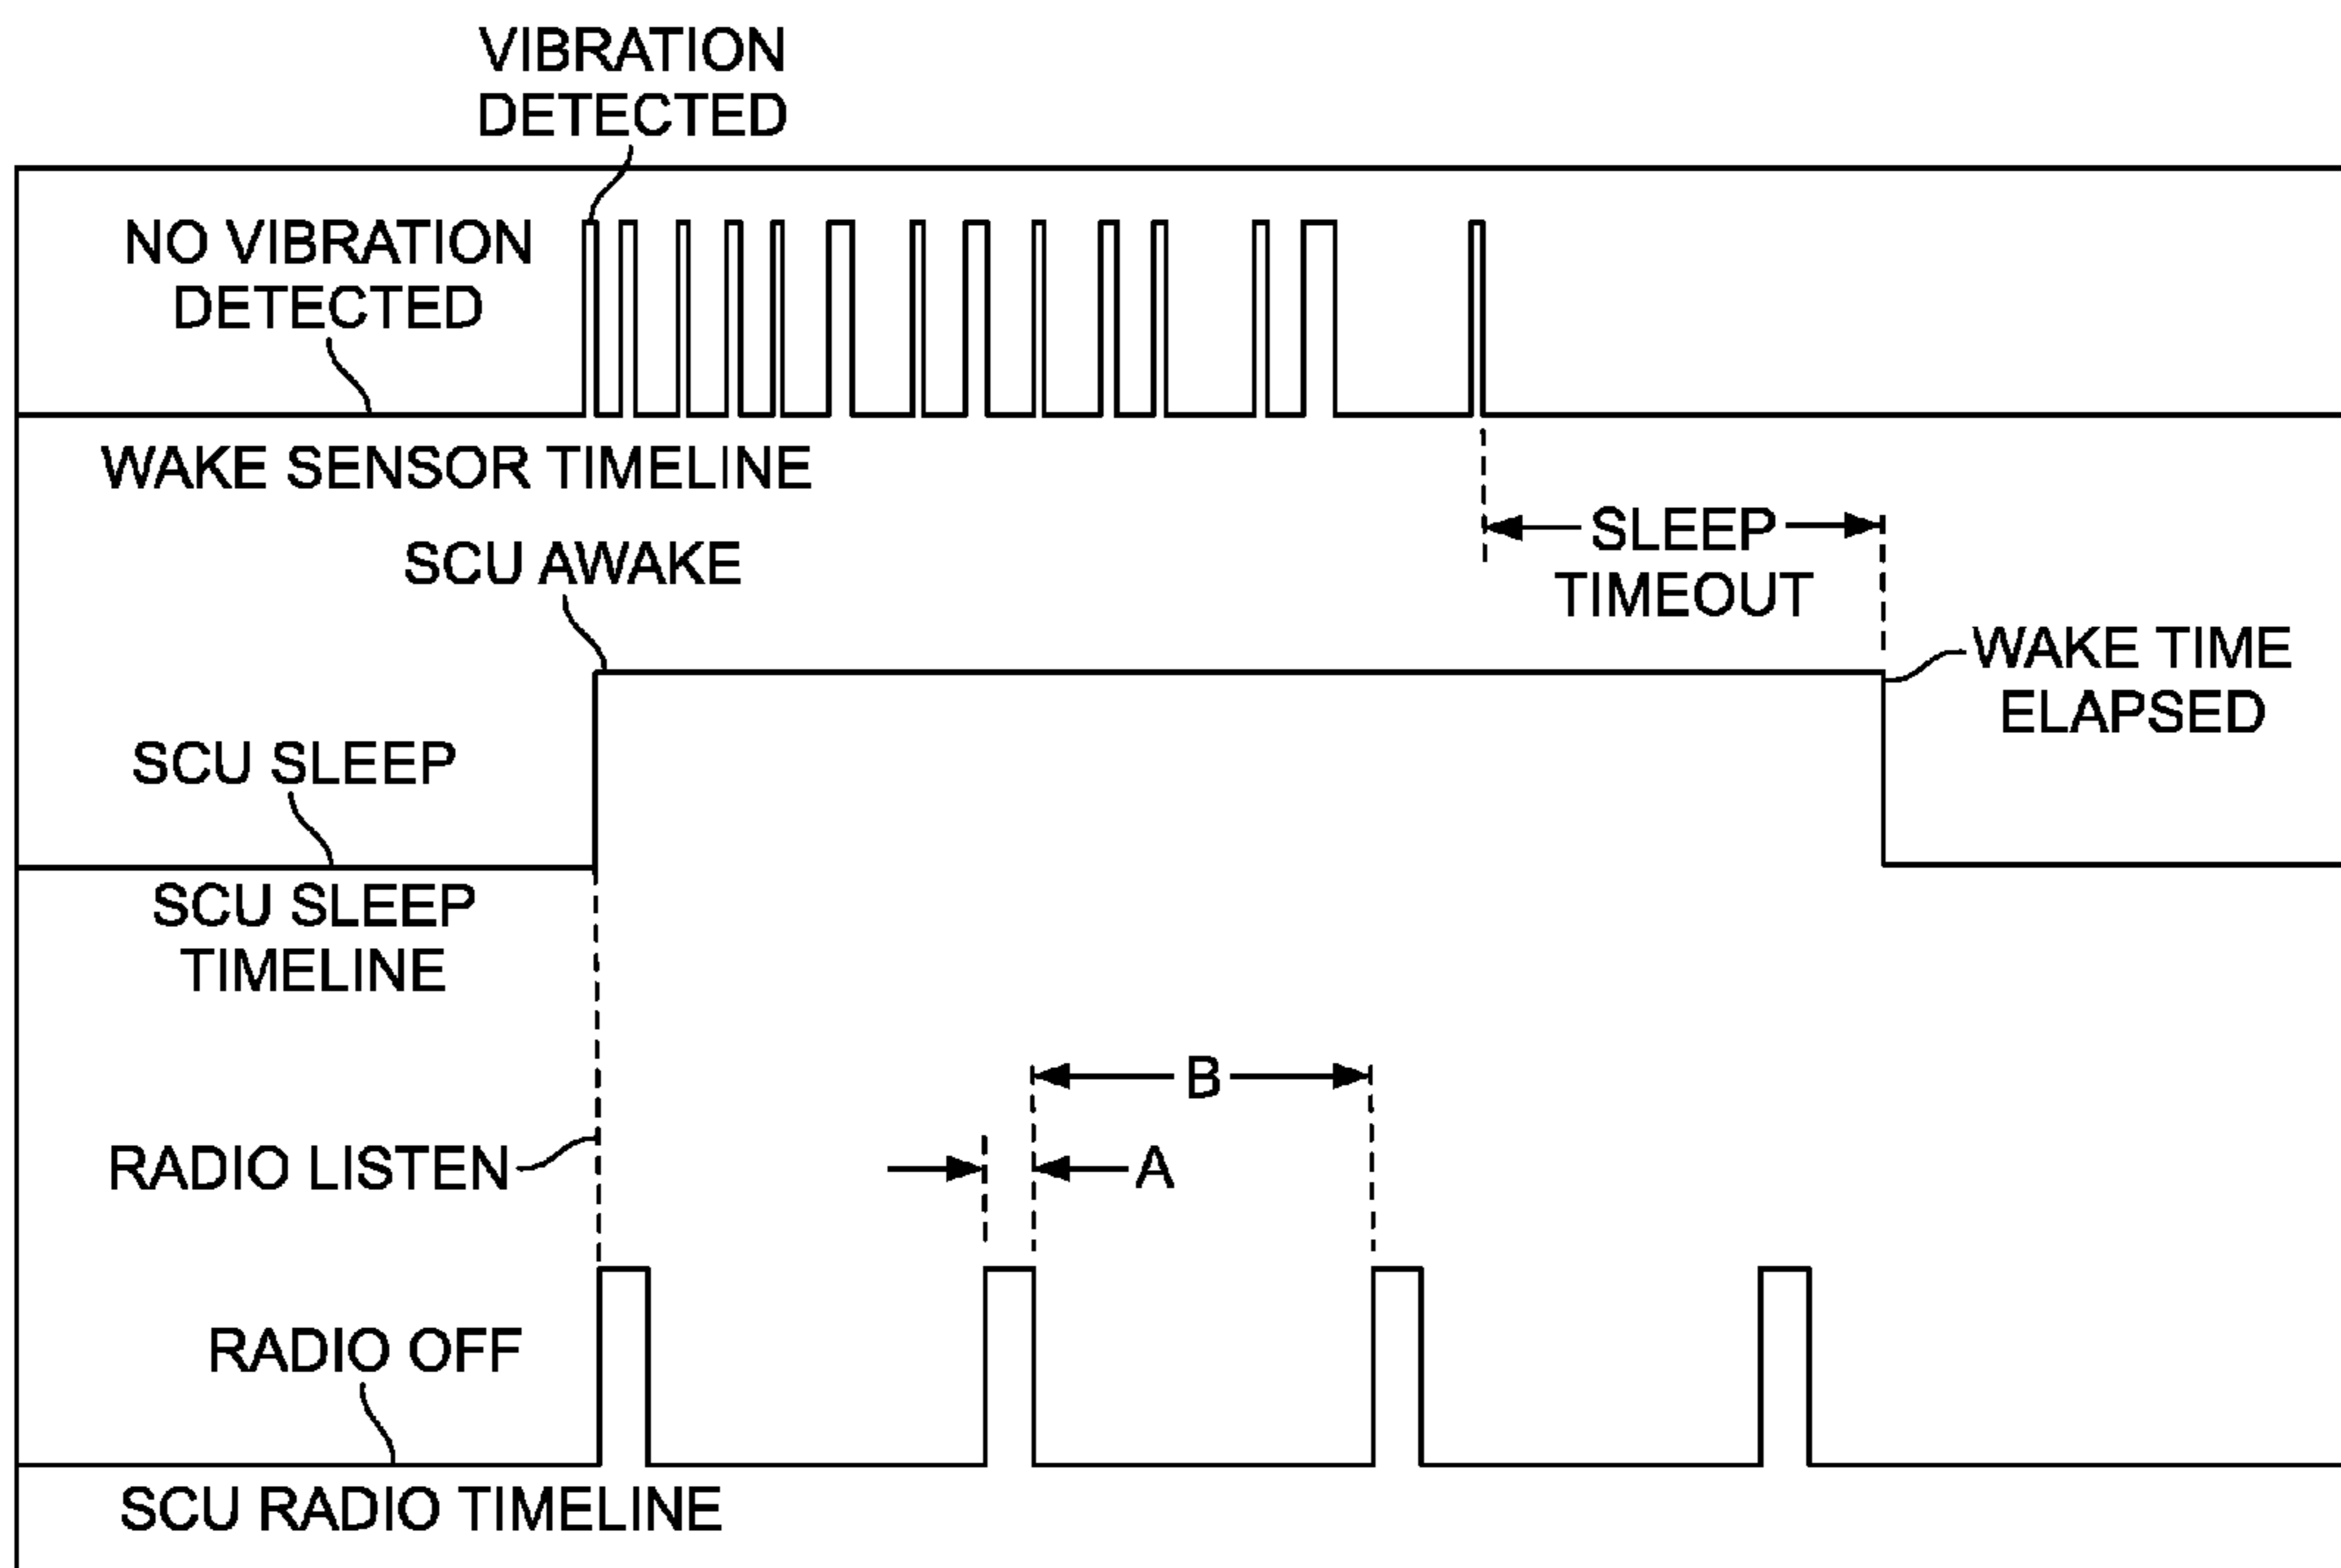 VIBRATION
DETECTED
NO VIBRATION
DETECTED
WAKE SENSOR TIMELINE
SLEEP
TIMEOUT
SCU AWAKE
WAKE TIME
ELAPSED
SCU SLEEP
SCU SLEEP
TIMELINE
B
RADIO LISTEN
A
RADIO OFF
SCU RADIO TIMELINE